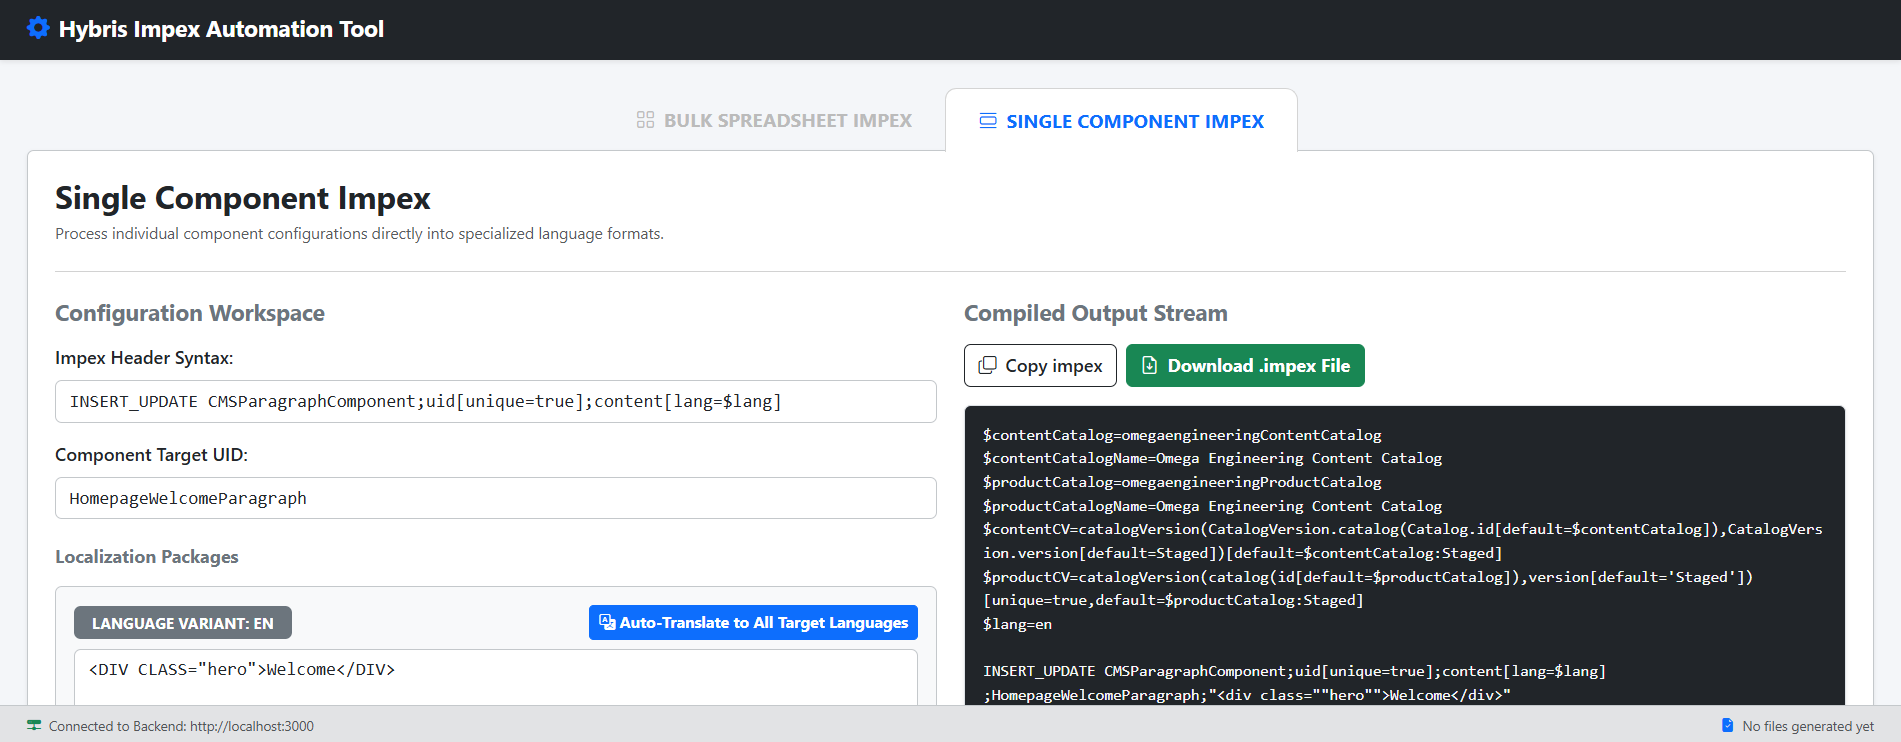 Hybris Impex Automation Tool
BULK SPREADSHEET IMPEX
SINGLE COMPONENT IMPEX
Single Component Impex
Process individual component configurations directly into specialized language formats.
Configuration Workspace
Impex Header Syntax:
INSERT_UPDATE CMSParagraphComponent;uid[unique=true];content[lang=$lang]
Component Target UID:
HomepageWelcomeParagraph
Localization Packages
LANGUAGE VARIANT: EN
Auto-Translate to All Target Languages
<DIV CLASS="hero">Welcome</DIV>
Compiled Output Stream
Copy impex
Download .impex File
$contentCatalog=omegaengineeringContentCatalog
$contentCatalogName=Omega Engineering Content Catalog
$productCatalog=omegaengineeringProductCatalog
$productCatalogName=Omega Engineering Content Catalog
$contentCV=catalogVersion(CatalogVersion.catalog(Catalog.id[default=$contentCatalog]),CatalogVers
ion.version[default=Staged])[default=$contentCatalog:Staged]
$productCV=catalogVersion(catalog(id[default=$productCatalog]),version[default='Staged'])
[unique=true,default=$productCatalog:Staged]
$lang=en
INSERT_UPDATE CMSParagraphComponent;uid[unique=true];content[lang=$lang]
;HomepageWelcomeParagraph;"<div class=""hero"">Welcome</div>"
Connected to Backend: http://localhost:3000
No files generated yet